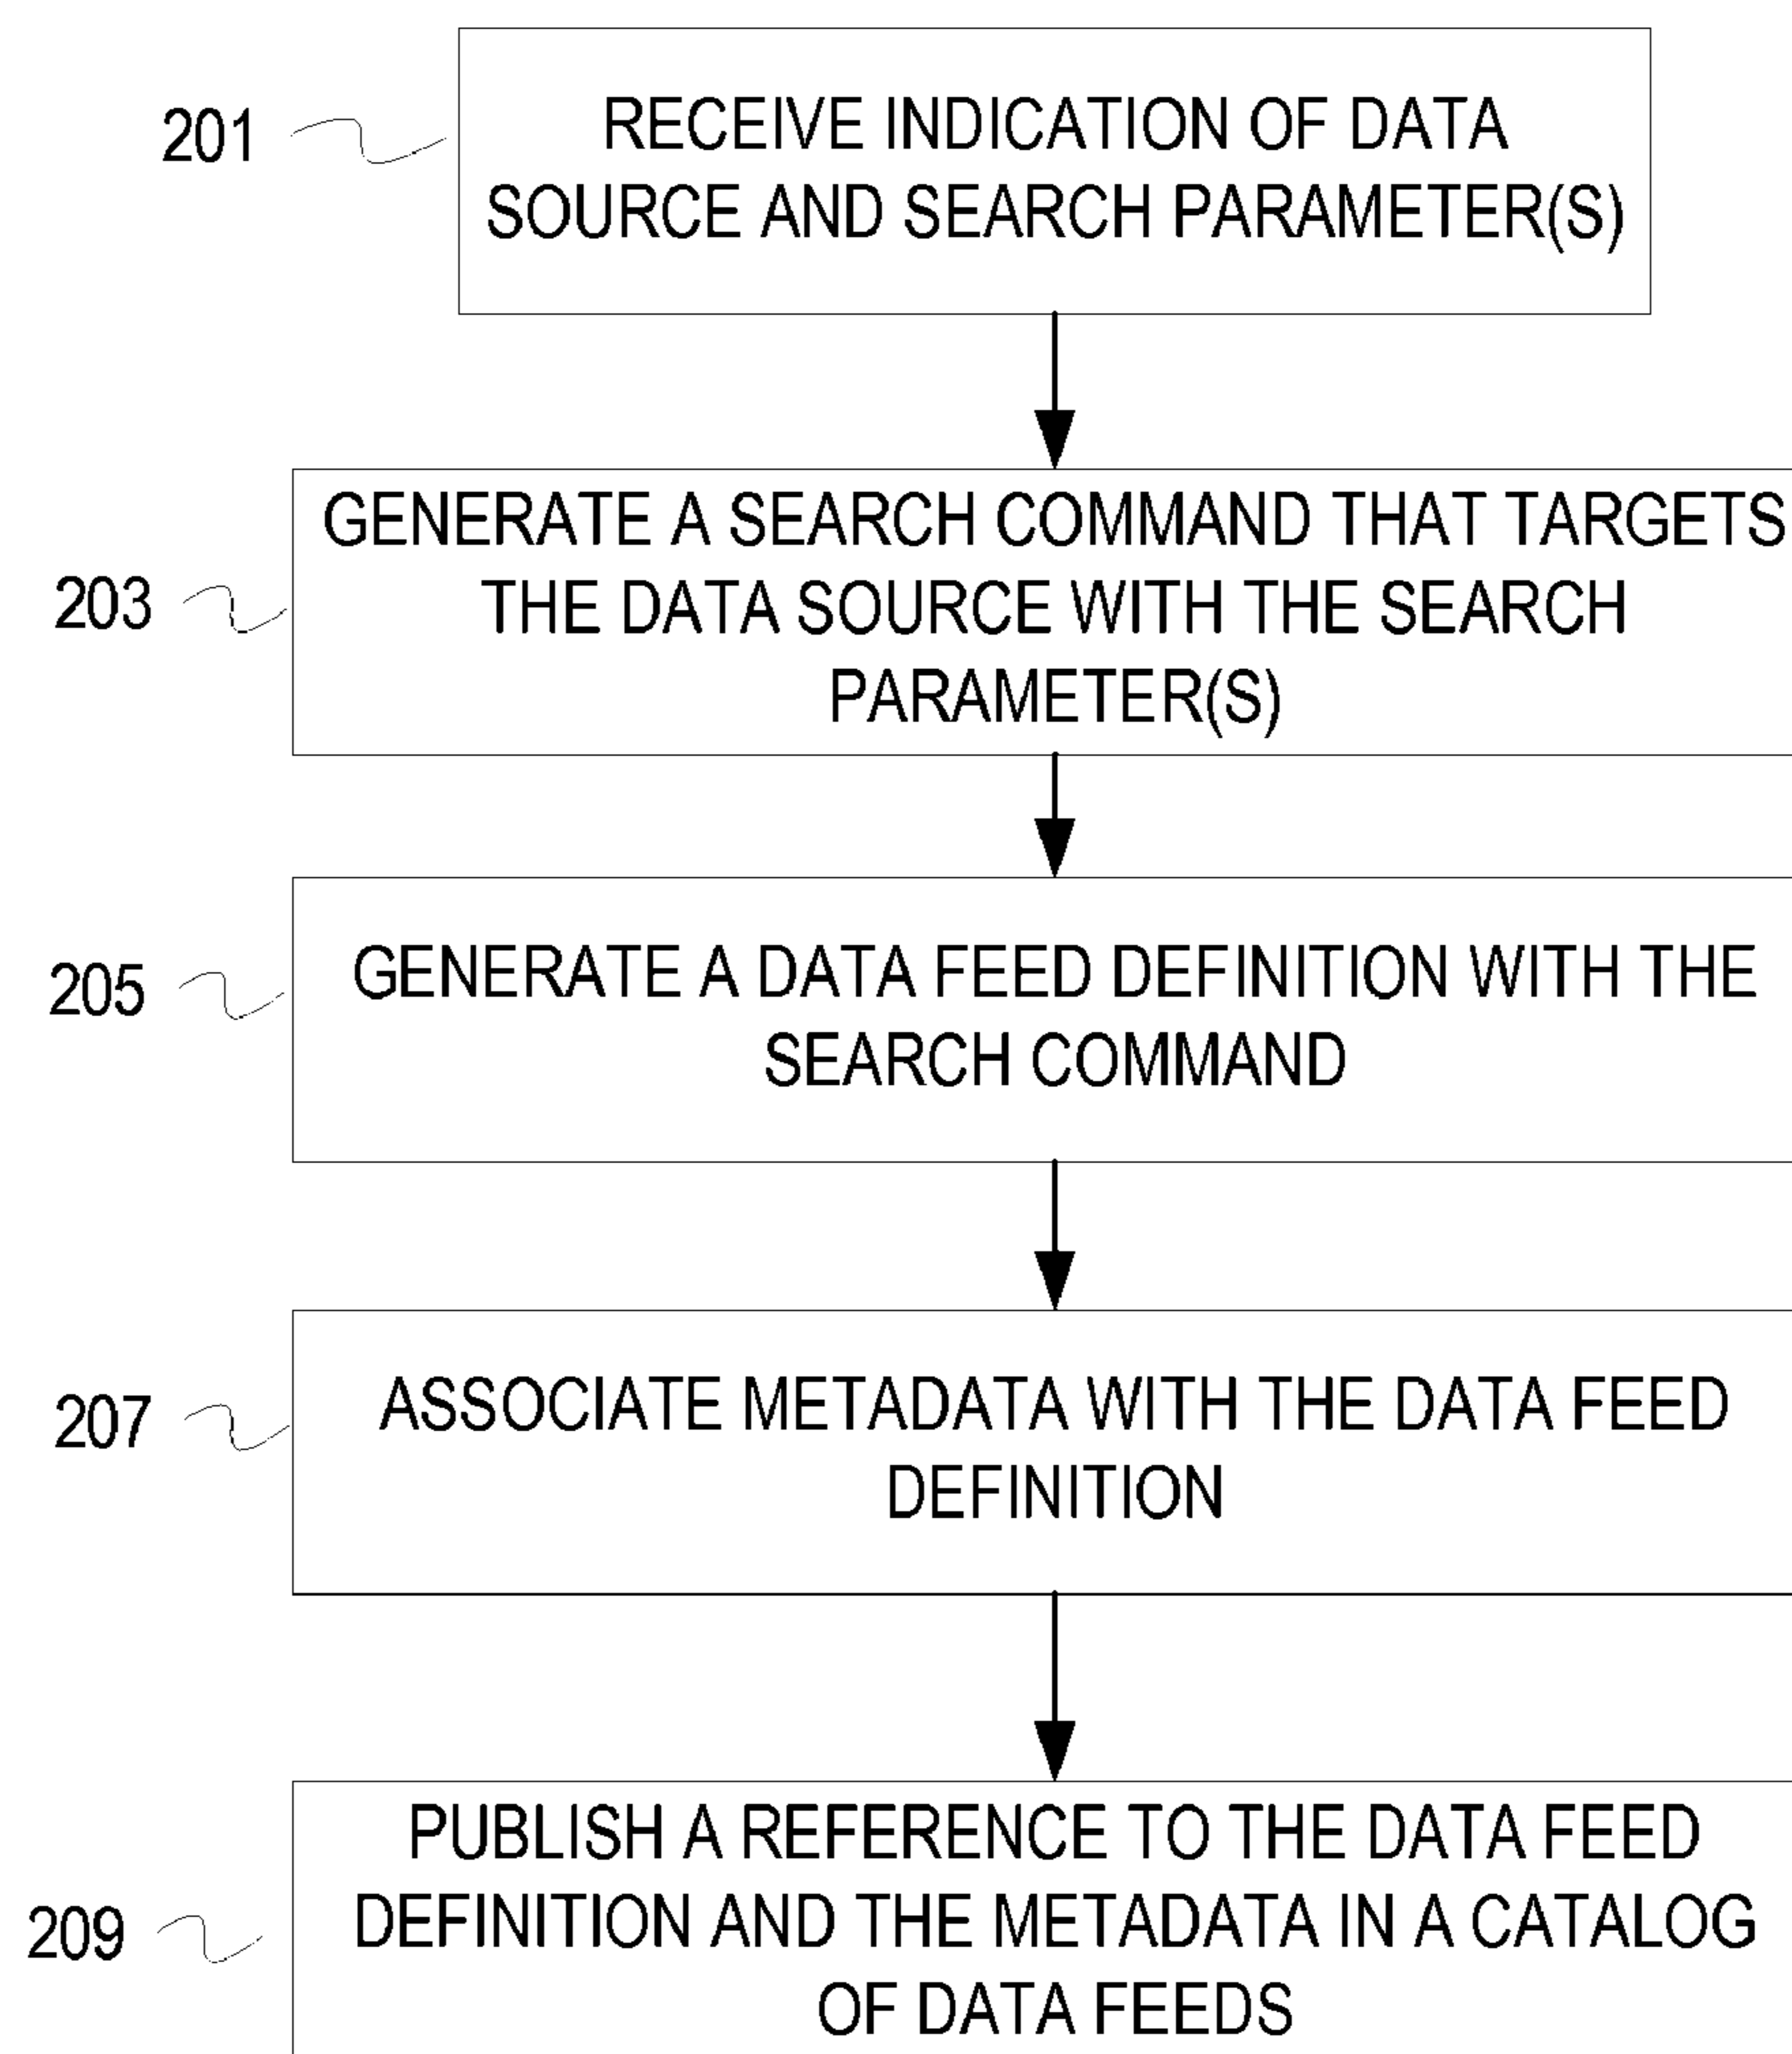 201
RECEIVE INDICATION OF DATA
SOURCE AND SEARCH PARAMETER(S)
203
GENERATE A SEARCH COMMAND THAT TARGETS
THE DATA SOURCE WITH THE SEARCH
PARAMETER(S)
205
GENERATE A DATA FEED DEFINITION WITH THE
SEARCH COMMAND
207
ASSOCIATE METADATA WITH THE DATA FEED
DEFINITION
209
PUBLISH A REFERENCE TO THE DATA FEED
DEFINITION AND THE METADATA IN A CATALOG
OF DATA FEEDS